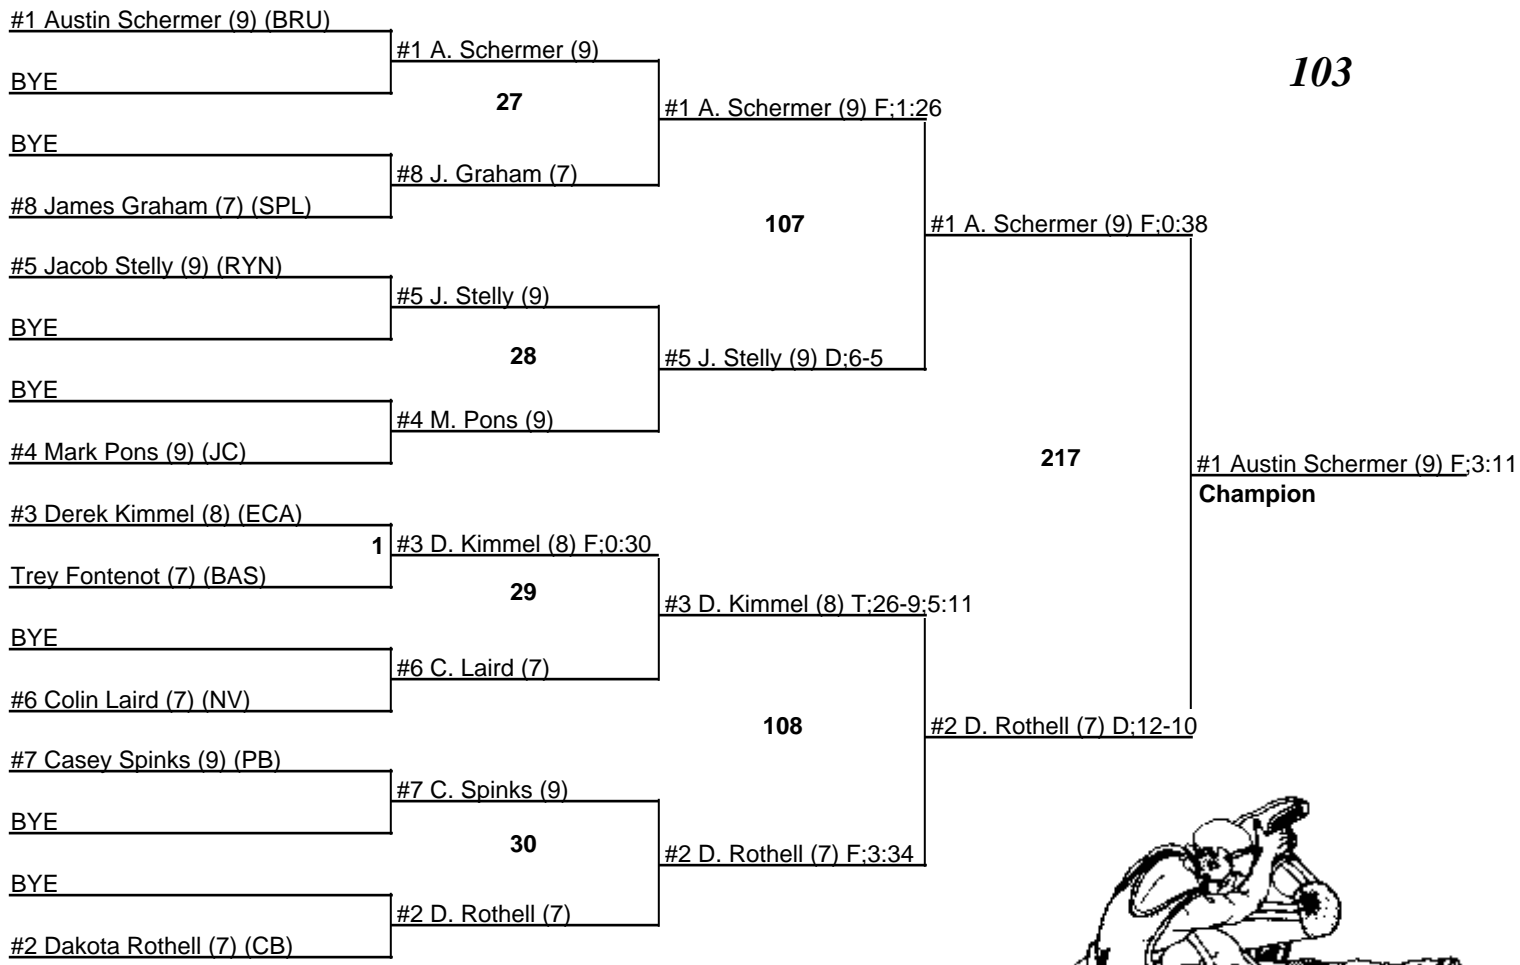 #1 Austin Schermer (9) (BRU)
BYE
BYE
#8 James Graham (7) (SPL)
#5 Jacob Stelly (9) (RYN)
BYE
BYE
#4 Mark Pons (9) (JC)
#3 Derek Kimmel (8) (ECA)
Trey Fontenot (7) (BAS)
BYE
#6 Colin Laird (7) (NV)
#7 Casey Spinks (9) (PB)
BYE
BYE
#2 Dakota Rothell (7) (CB)
#1 A. Schermer (9)
27
#8 J. Graham (7)
#5 J. Stelly (9)
28
#4 M. Pons (9)
1
#3 D. Kimmel (8) F;0:30
29
#6 C. Laird (7)
#7 C. Spinks (9)
30
#2 D. Rothell (7)
#1 A. Schermer (9) F;1:26
107
#5 J. Stelly (9) D;6-5
#3 D. Kimmel (8) T;26-9;5:11
108
#2 D. Rothell (7) F;3:34
#1 A. Schermer (9) F;0:38
217
#2 D. Rothell (7) D;12-10
103
#1 Austin Schermer (9) F;3:11
Champion